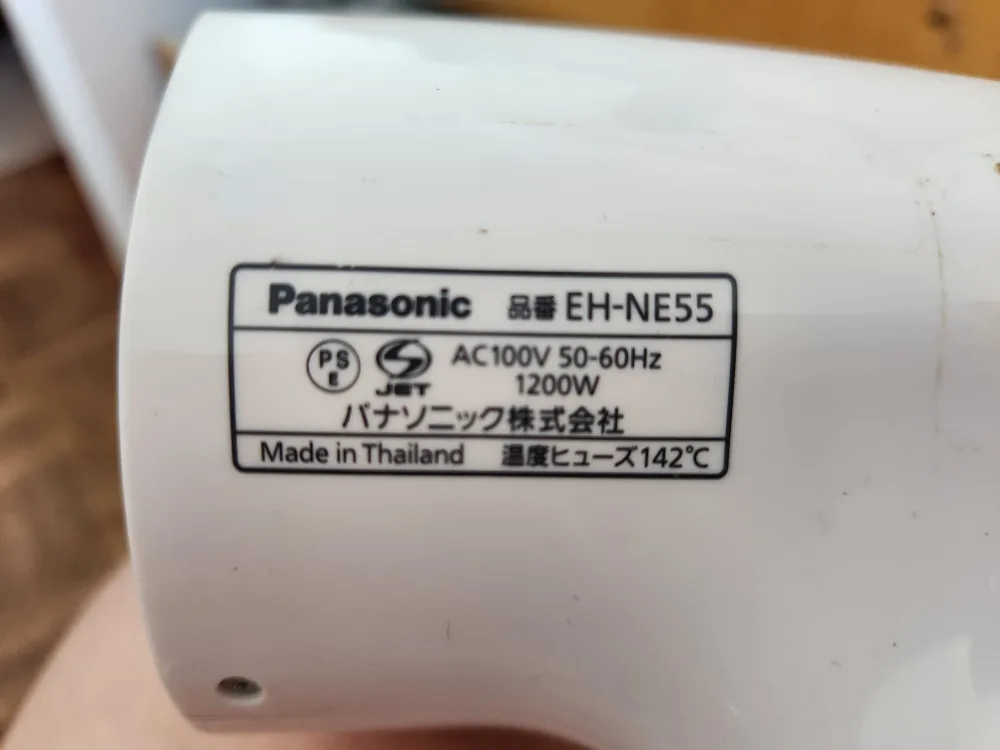 Panasonic 品番 EH-NE55
PS
E
JET
AC100V 50-60Hz
1200W
パナソニック株式会社
Made in Thailand 温度ヒューズ142℃